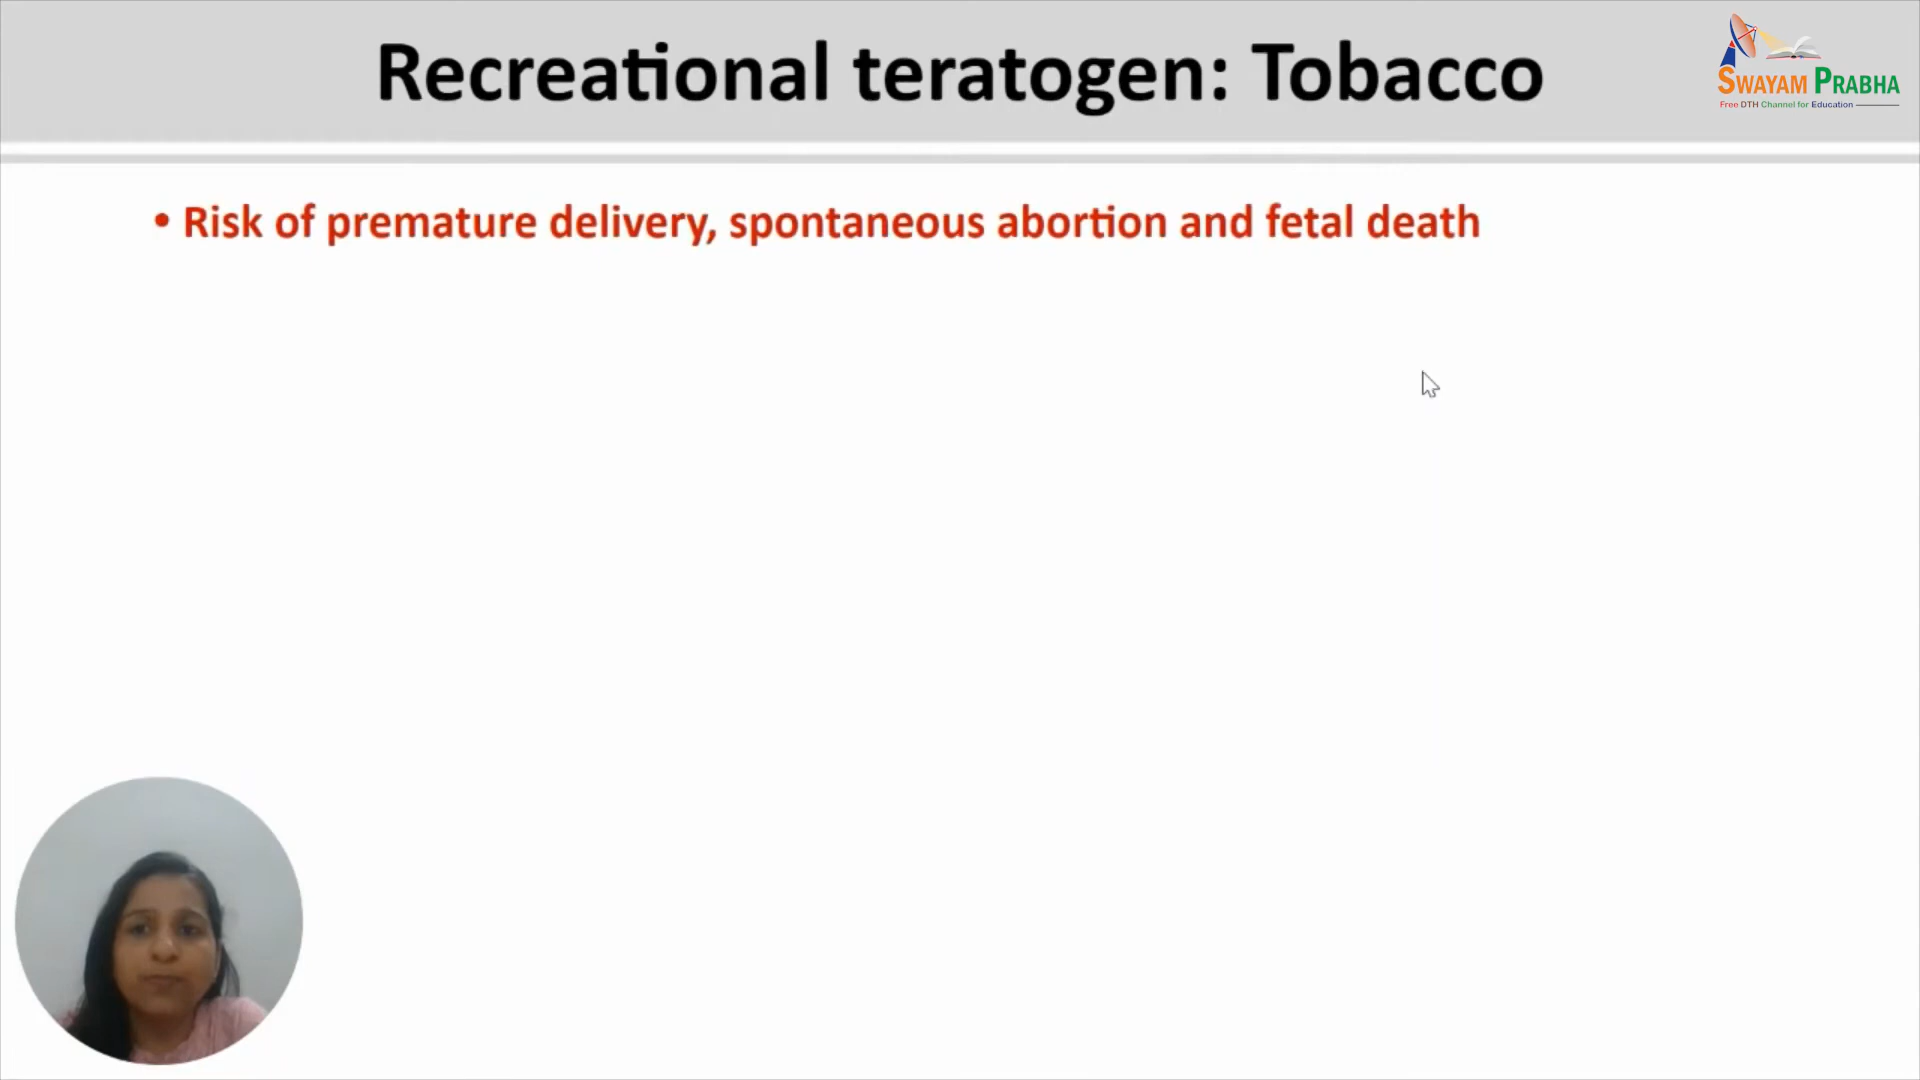 Recreational teratogen: Tobacco
SWAYAM PRABHA
Free DTH Channel for Education
• Risk of premature delivery, spontaneous abortion and fetal death